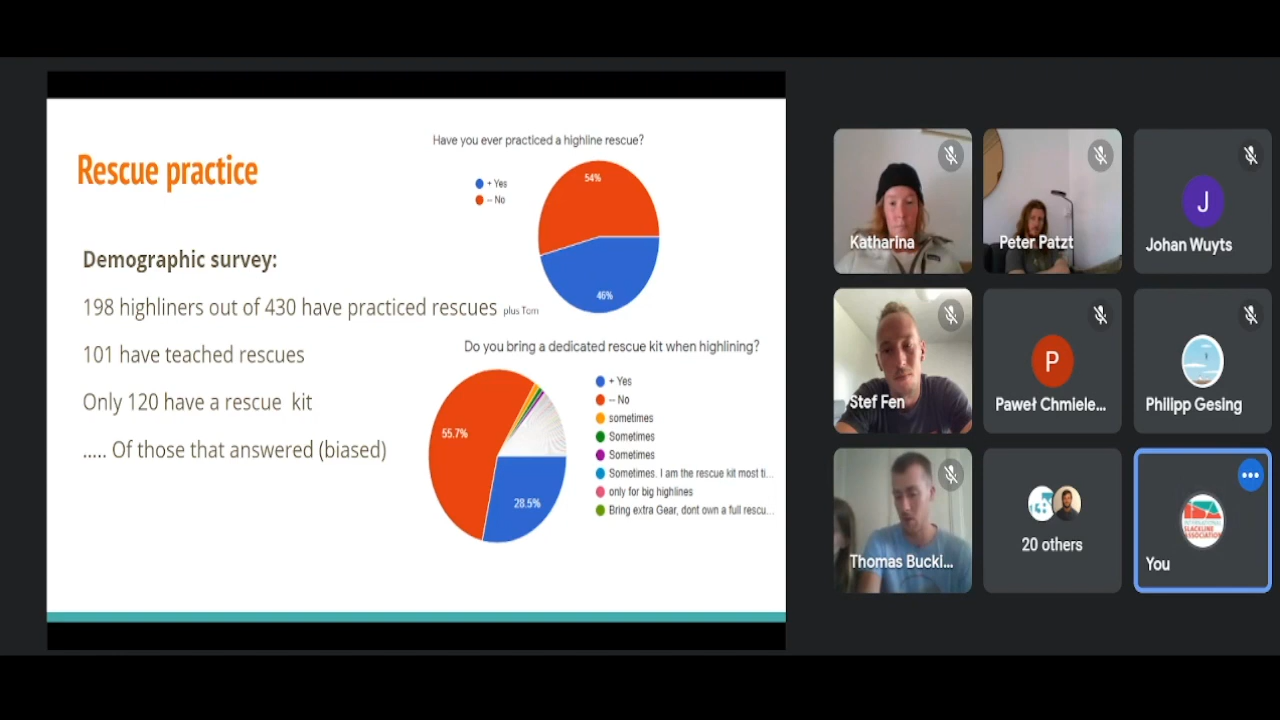 Rescue practice
Demographic survey:
198 highliners out of 430 have practiced rescues plus Tom
101 have teached rescues
Only 120 have a rescue kit
..... Of those that answered (biased)
Have you ever practiced a highline rescue?
+ Yes
-- No
54%
46%
Do you bring a dedicated rescue kit when highlining?
55.7%
28.5%
+ Yes
-- No
sometimes
Sometimes
Sometimes
Sometimes. I am the rescue kit most ti...
only for big highlines
Bring extra Gear, dont own a full rescu...
Katharina
Peter Patzt
J
Johan Wuyts
Stef Fen
P
Paweł Chmiele...
Philipp Gesing
Thomas Bucki...
20 others
INTERNATIONAL
SLACKLINE
ASSOCIATION
You